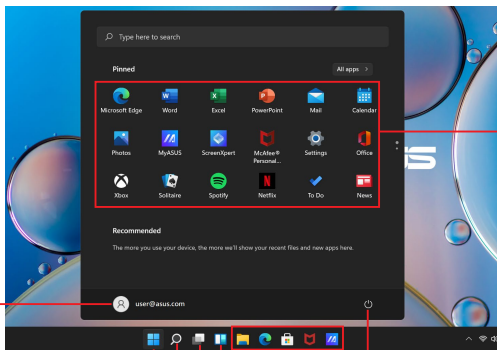 Type here to search
Pinned
All apps >
Microsoft Edge
Word
Excel
PowerPoint
Mail
Calendar
Photos
MyASUS
ScreenXpert
McAfee®
Personal...
Settings
Office
Xbox
Solitaire
Spotify
Netflix
To Do
News
Recommended
The more you use your device, the more we'll show your recent files and new apps here.
user@asus.com